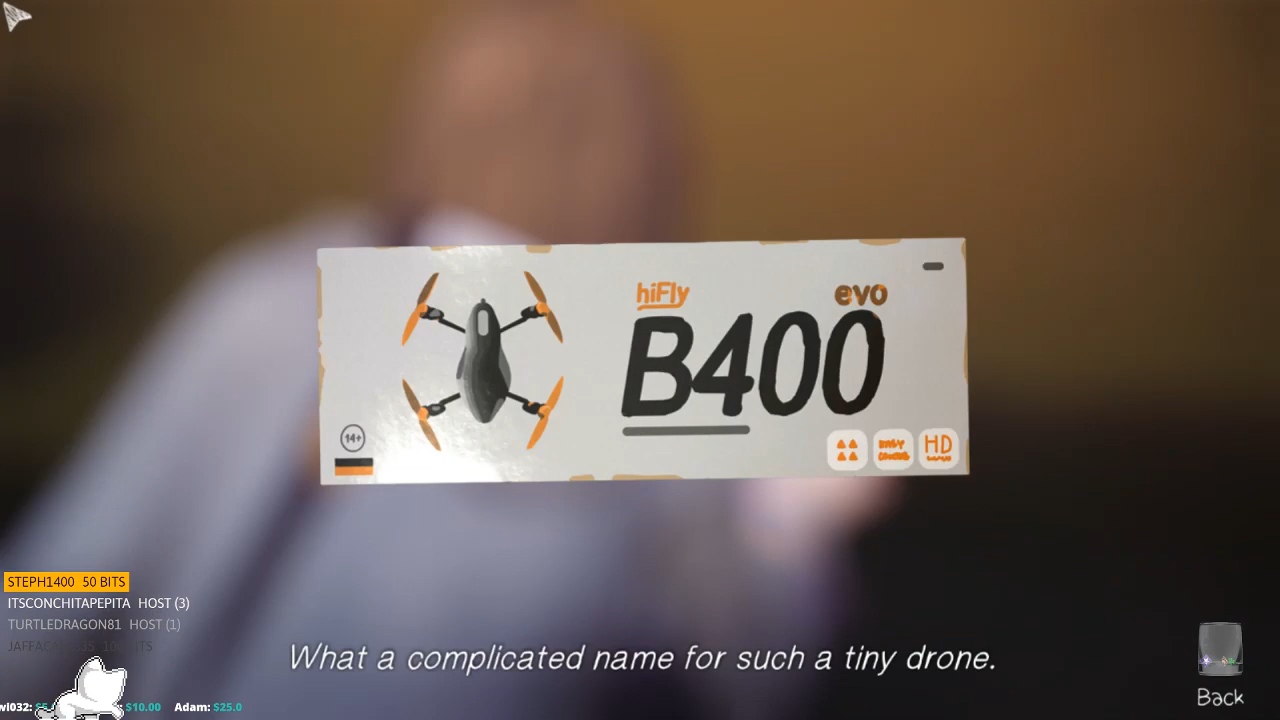 hiFly
evo
B400
14+
HD
STEPH1400 50 BITS
ITSCONCHITAPEPITA HOST (3)
TURTLEDRAGON81 HOST (1)
What a complicated name for such a tiny drone.
Back
$10.00 Adam: $25.0